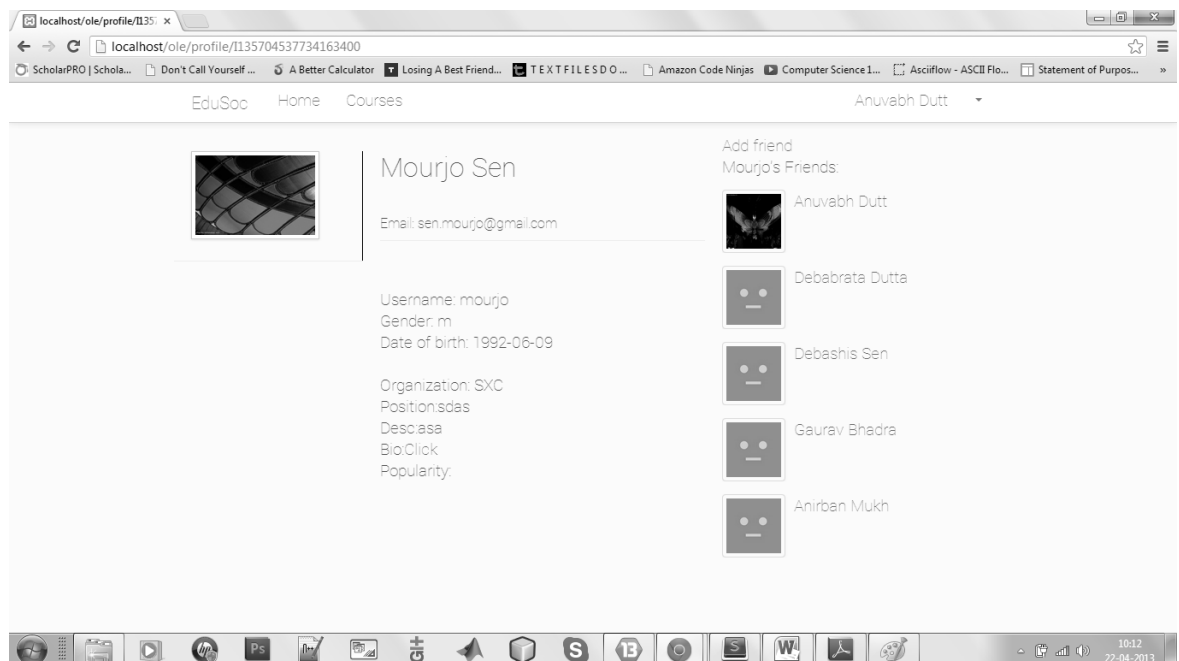 localhost/ole/profile/I135
localhost/ole/profile/I135704537734163400
ScholarPRO | Schola... Don't Call Yourself ... A Better Calculator Losing A Best Friend... T E X T F I L E S D O ... Amazon Code Ninjas Computer Science 1... Asciiflow - ASCII Flo... Statement of Purpos... »
EduSoc Home Courses Anuvabh Dutt
Mourjo Sen
Email: sen.mourjo@gmail.com
Username: mourjo
Gender: m
Date of birth: 1992-06-09
Organization: SXC
Position:sdas
Desc:asa
Bio:Click
Popularity:
Add friend
Mourjo's Friends:
Anuvabh Dutt
Debabrata Dutta
Debashis Sen
Gaurav Bhadra
Anirban Mukh
hp Ps n++ git S 13 S W
10:12
22-04-2013